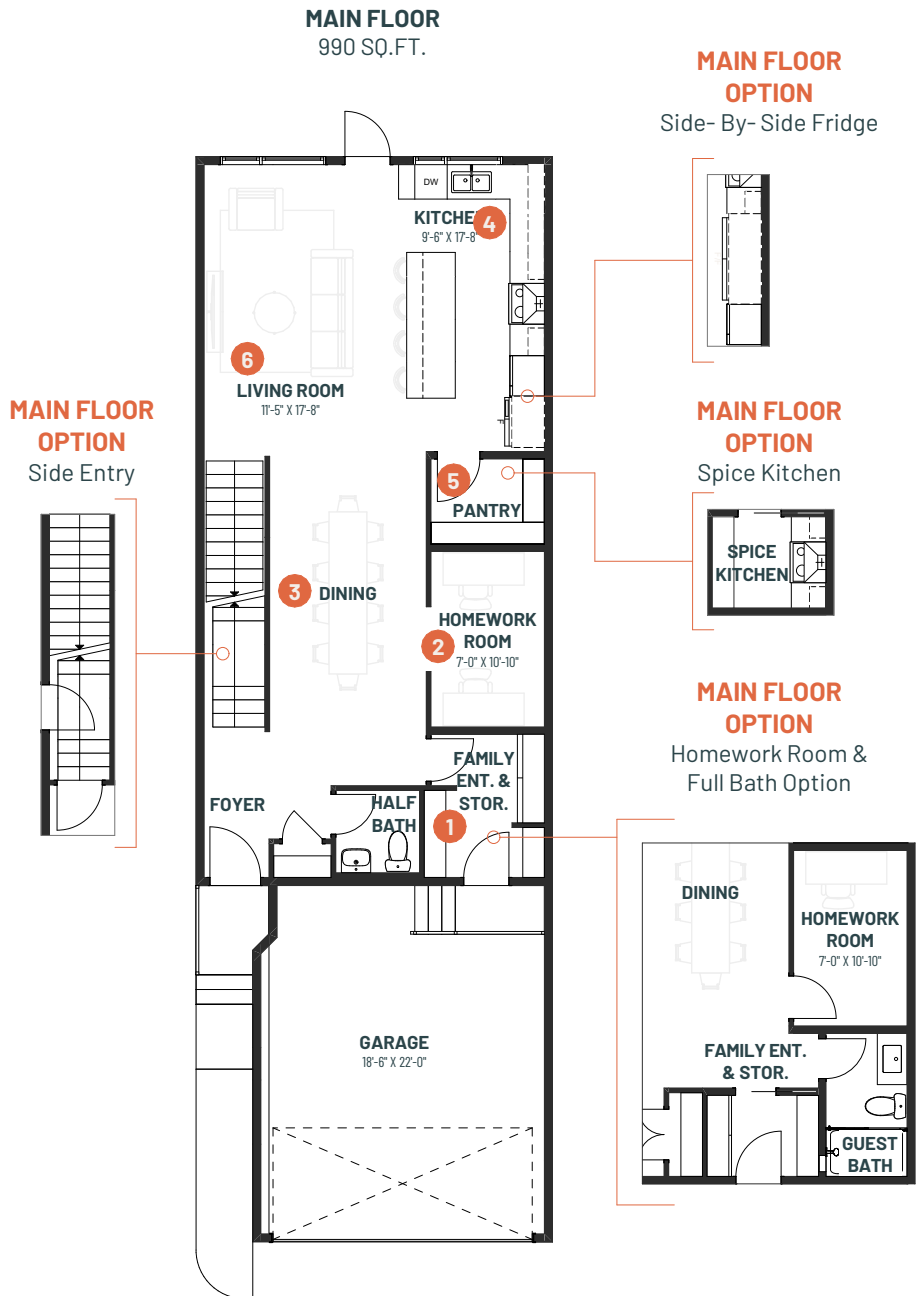 MAIN FLOOR
990 SQ.FT.
MAIN FLOOR
OPTION
Side- By- Side Fridge
DW
KITCHE
4
9'-6" X 17'-8"
6
LIVING ROOM
11'-5" X 17'-8"
MAIN FLOOR
OPTION
Side Entry
MAIN FLOOR
OPTION
Spice Kitchen
5
PANTRY
SPICE
KITCHEN
3
DINING
HOMEWORK
ROOM
2
7'-0" X 10'-10"
MAIN FLOOR
OPTION
Homework Room &
Full Bath Option
FAMILY
ENT. &
STOR.
FOYER
HALF
BATH
1
DINING
HOMEWORK
ROOM
7'-0" X 10'-10"
GARAGE
18'-6" X 22'-0"
FAMILY ENT.
& STOR.
GUEST
BATH